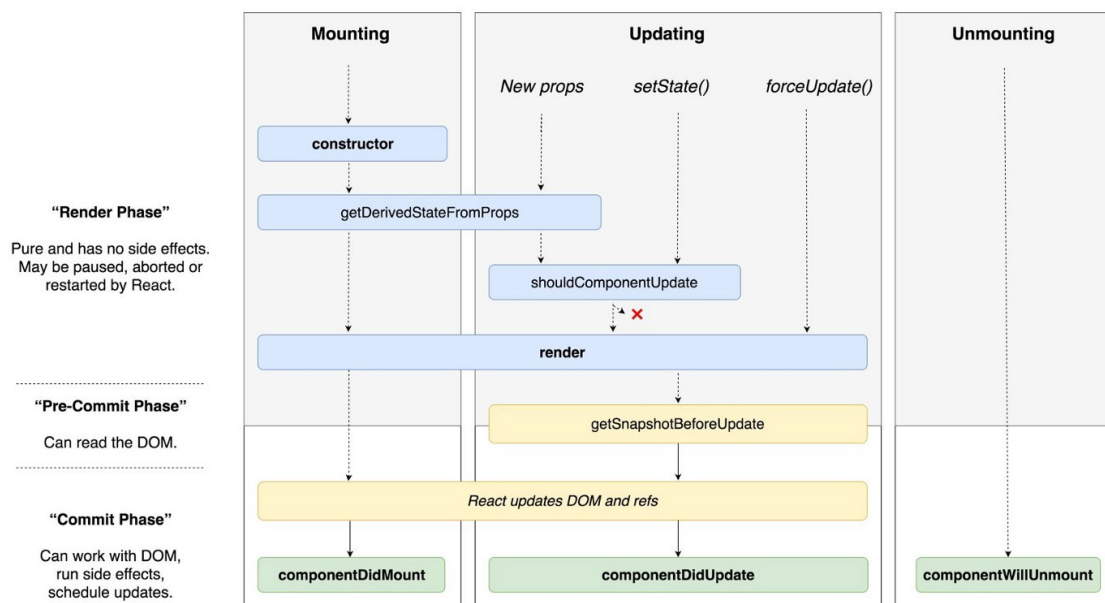 Mounting
Updating
Unmounting
New props
setState()
forceUpdate()
constructor
“Render Phase”
Pure and has no side effects.
May be paused, aborted or
restarted by React.
getDerivedStateFromProps
shouldComponentUpdate
render
“Pre-Commit Phase”
Can read the DOM.
getSnapshotBeforeUpdate
React updates DOM and refs
“Commit Phase”
Can work with DOM,
run side effects,
schedule updates.
componentDidMount
componentDidUpdate
componentWillUnmount